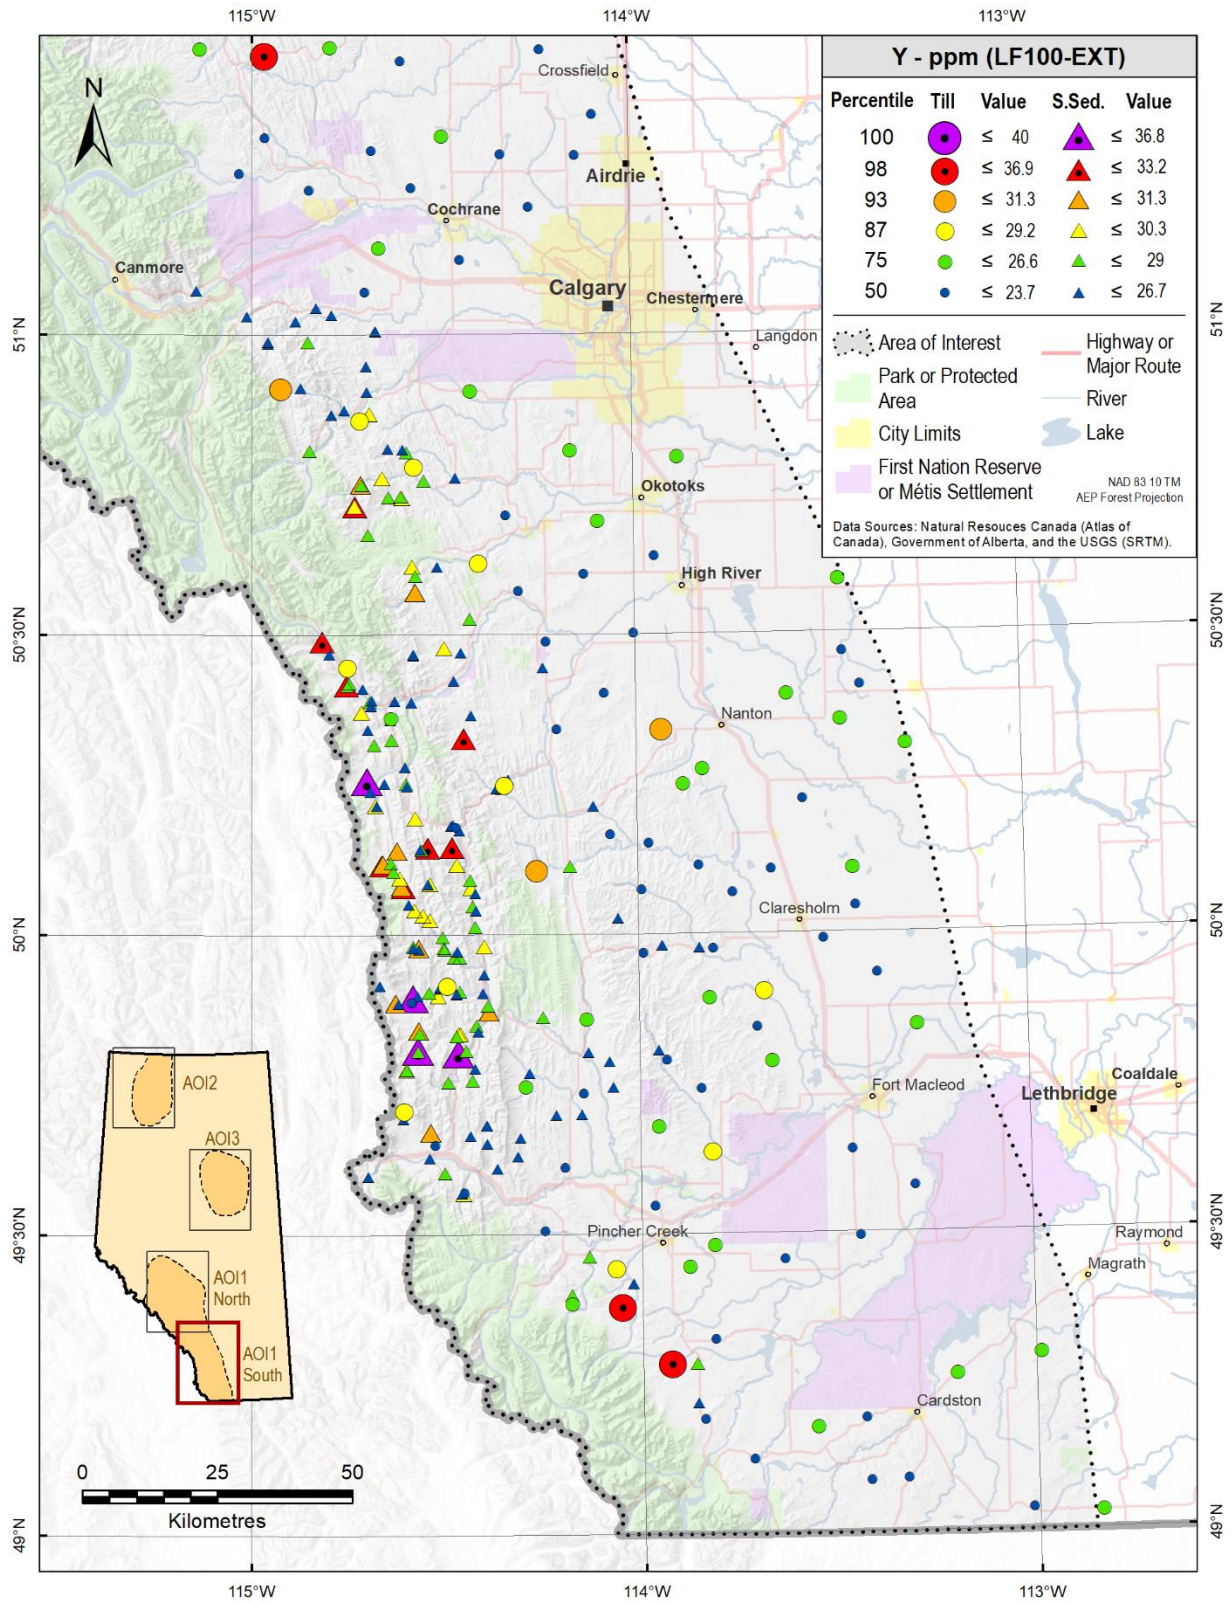 115°W 114°W 113°W
Y - ppm (LF100-EXT)
Percentile Till Value S.Sed. Value
100 ≤ 40 ≤ 36.8
98 ≤ 36.9 ≤ 33.2
93 ≤ 31.3 ≤ 31.3
87 ≤ 29.2 ≤ 30.3
75 ≤ 26.6 ≤ 29
50 ≤ 23.7 ≤ 26.7
Area of Interest
Park or Protected
Area
City Limits
First Nation Reserve
or Métis Settlement
Highway or
Major Route
River
Lake
NAD 83 10 TM
AEP Forest Projection
Data Sources: Natural Resouces Canada (Atlas of
Canada), Government of Alberta, and the USGS (SRTM).
N
Crossfield
Airdrie
Cochrane
Canmore
Calgary
Chestermere
Langdon
51°N 51°N
Okotoks
High River
50°30'N 50°30'N
Nanton
Claresholm
50°N 50°N
Fort Macleod
Coaldale
Lethbridge
AOI2
AOI3
AOI1
North
AOI1
South
Pincher Creek
49°30'N 49°30'N
Raymond
Magrath
Cardston
0 25 50
Kilometres
49°N 49°N
115°W 114°W 113°W